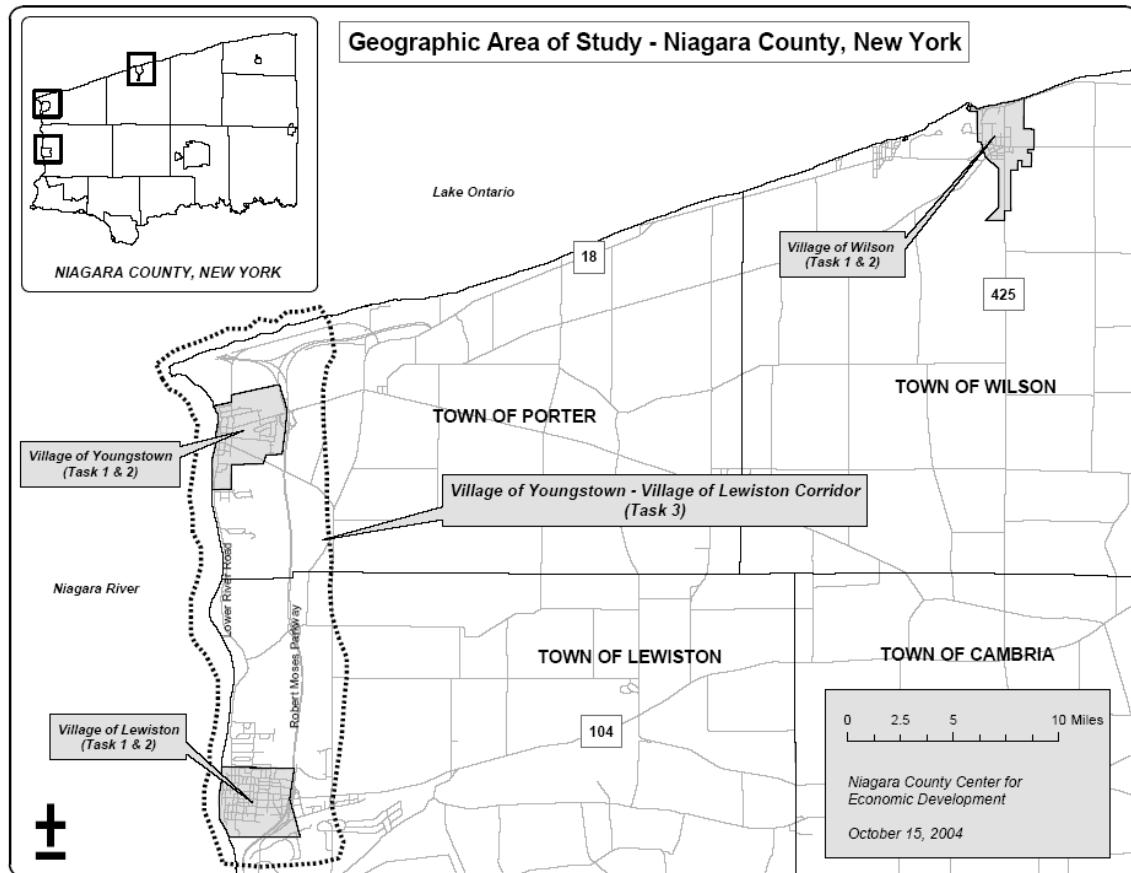 Geographic Area of Study - Niagara County, New York
NIAGARA COUNTY, NEW YORK
Lake Ontario
18
Village of Wilson
(Task 1 & 2)
425
TOWN OF WILSON
TOWN OF PORTER
Village of Youngstown
(Task 1 & 2)
Village of Youngstown - Village of Lewiston Corridor
(Task 3)
Niagara River
Lower River Road
Robert Moses Parkway
TOWN OF LEWISTON
TOWN OF CAMBRIA
Village of Lewiston
(Task 1 & 2)
104
0 2.5 5 10 Miles
Niagara County Center for
Economic Development
October 15, 2004